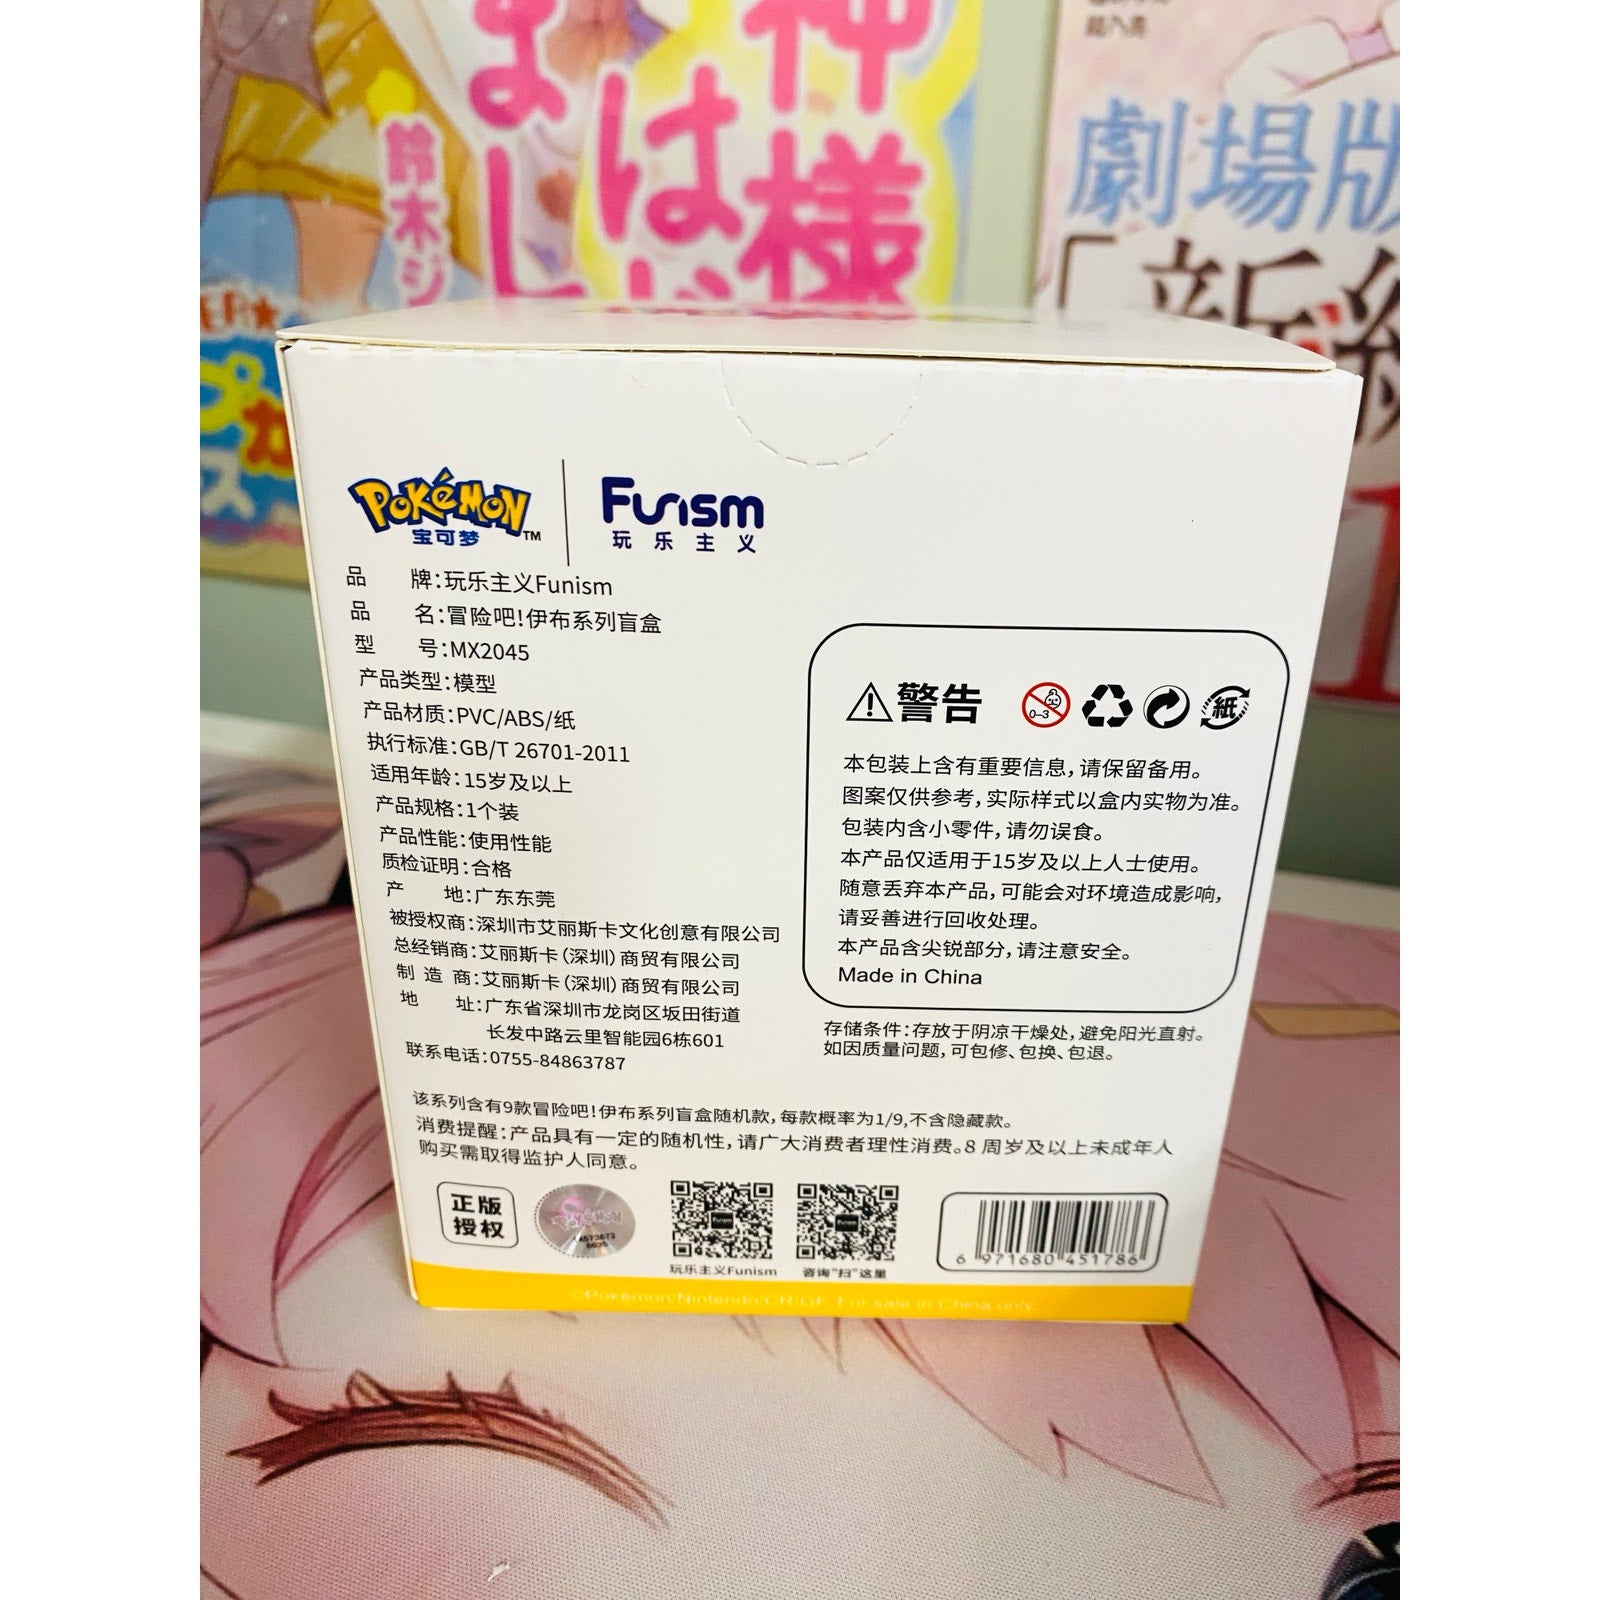 神様
は
まし
鈴木ジ
超入荷
劇場版
「新編
POKéMON™
宝可梦
Funism
玩乐主义
品 牌:玩乐主义Funism
品 名:冒险吧!伊布系列盲盒
型 号:MX2045
产品类型:模型
产品材质:PVC/ABS/纸
执行标准:GB/T 26701-2011
适用年龄:15岁及以上
产品规格:1个装
产品性能:使用性能
质检证明:合格
产 地:广东东莞
被授权商:深圳市艾丽斯卡文化创意有限公司
总经销商:艾丽斯卡(深圳)商贸有限公司
制 造 商:艾丽斯卡(深圳)商贸有限公司
地 址:广东省深圳市龙岗区坂田街道
长发中路云里智能园6栋601
联系电话:0755-84863787
警告
0-3
紙
本包装上含有重要信息,请保留备用。
图案仅供参考,实际样式以盒内实物为准。
包装内含小零件,请勿误食。
本产品仅适用于15岁及以上人士使用。
随意丢弃本产品,可能会对环境造成影响,
请妥善进行回收处理。
本产品含尖锐部分,请注意安全。
Made in China
存储条件:存放于阴凉干燥处,避免阳光直射。
如因质量问题,可包修、包换、包退。
该系列含有9款冒险吧!伊布系列盲盒随机款,每款概率为1/9,不含隐藏款。
消费提醒:产品具有一定的随机性,请广大消费者理性消费。8 周岁及以上未成年人
购买需取得监护人同意。
正版
授权
POKéMON
玩乐主义Funism
咨询"扫"这里
6 971680 451786
©Pokémon/Nintendo/CR/GF. For sale in China only